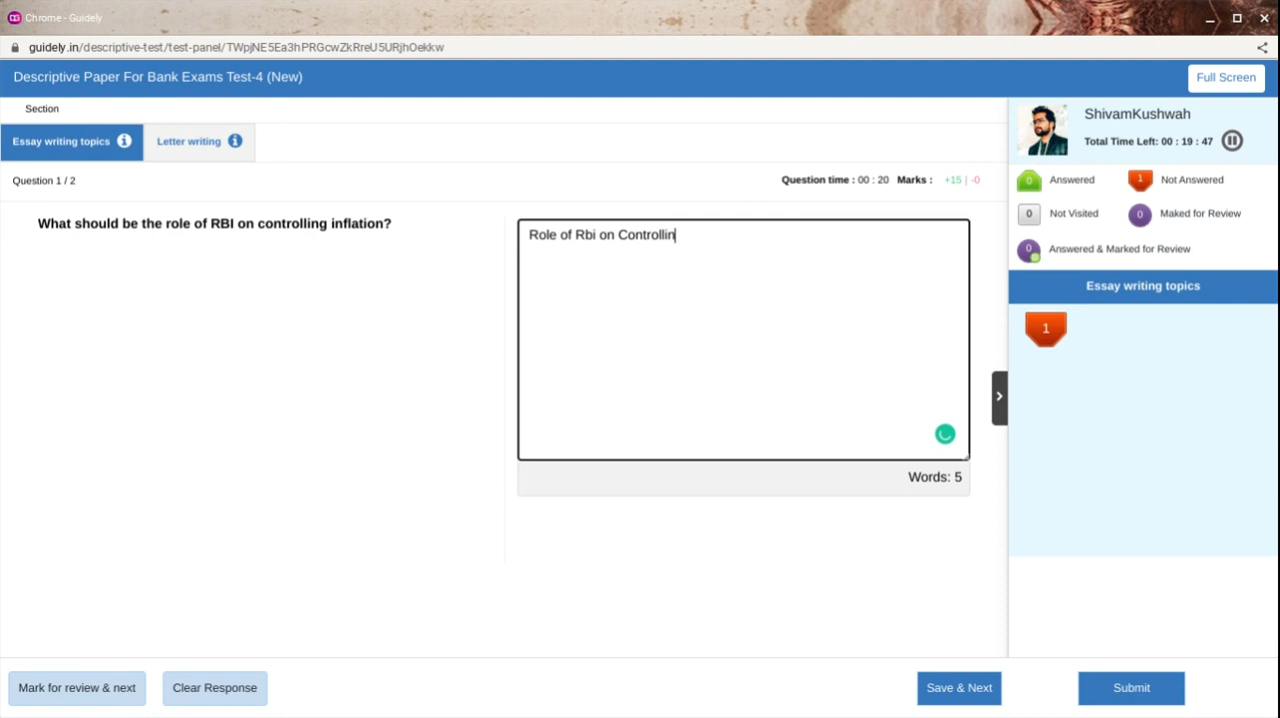 Chrome - Guidely
guidely.in/descriptive-test/test-panel/TWpjNE5Ea3hPRGcwZkRreU5URjhOekkw
Descriptive Paper For Bank Exams Test-4 (New)
Full Screen
Section
Essay writing topics i
Letter writing i
Question 1 / 2
Question time : 00 : 20 Marks : +15 | -0
What should be the role of RBI on controlling inflation?
Role of Rbi on Controllin
Words: 5
ShivamKushwah
Total Time Left: 00 : 19 : 47
0 Answered
1 Not Answered
0 Not Visited
0 Maked for Review
0 Answered & Marked for Review
Essay writing topics
1
Mark for review & next
Clear Response
Save & Next
Submit